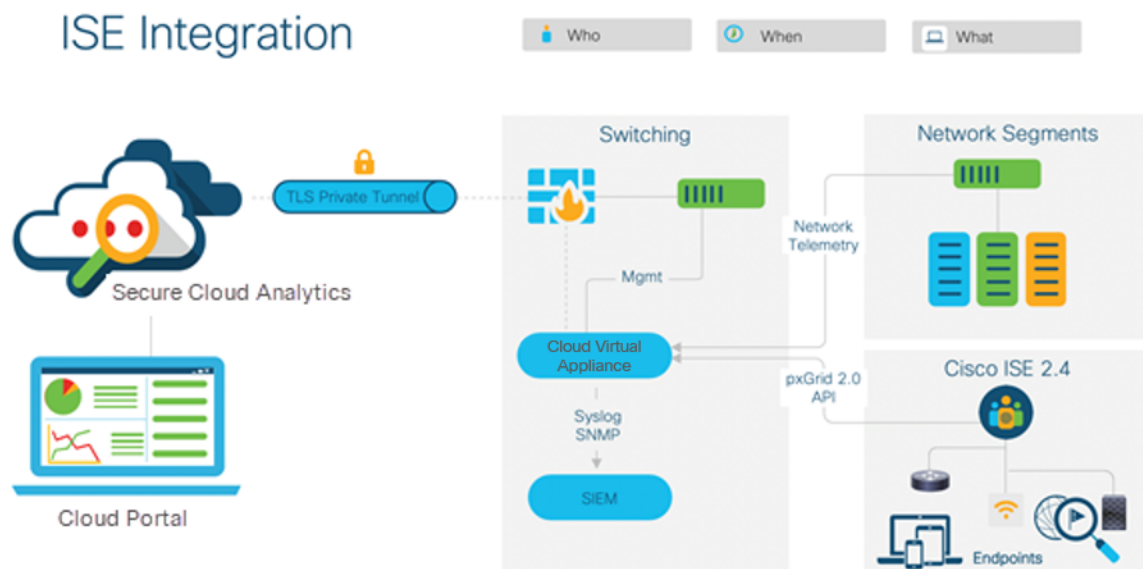 ISE Integration
Who
When
What
Switching
Network Segments
TLS Private Tunnel
Network
Telemetry
Mgmt
Secure Cloud Analytics
Cloud Virtual
Appliance
pxGrid 2.0
API
Cisco ISE 2.4
Syslog
SNMP
SIEM
Cloud Portal
Endpoints